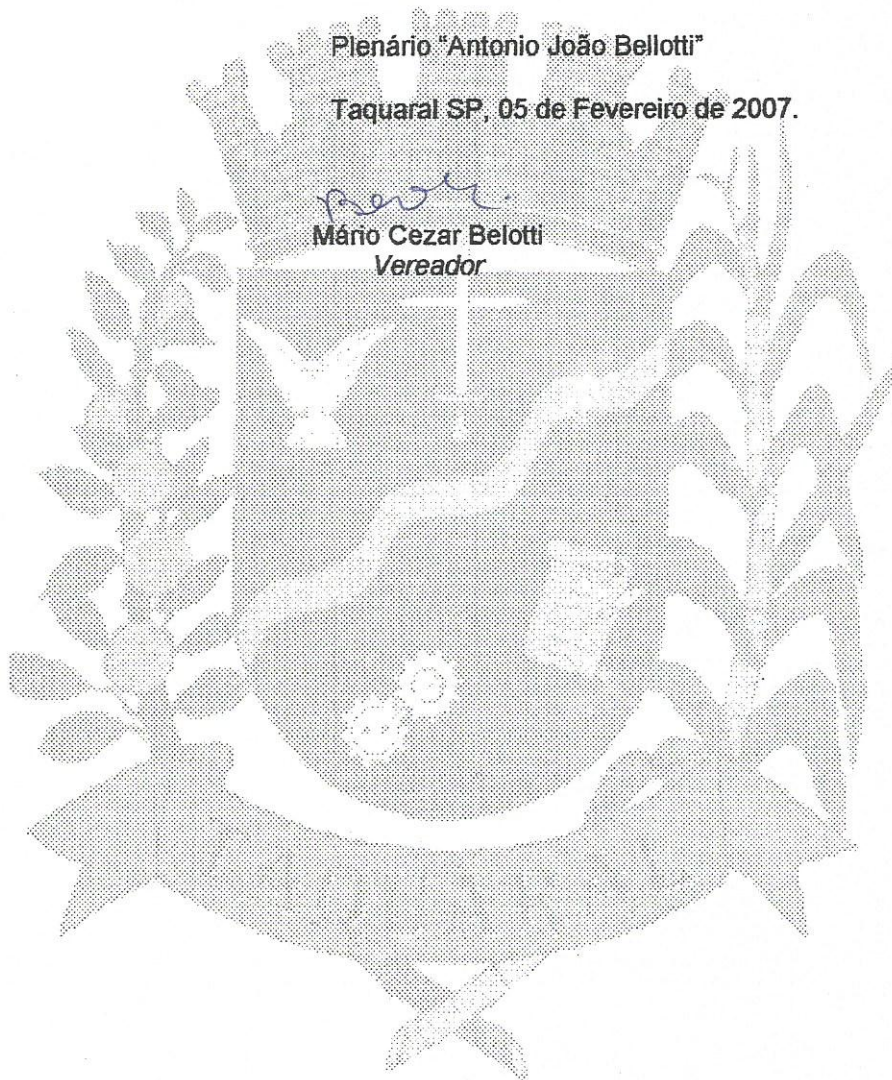 Plenário "Antonio João Bellotti"
Taquaral SP, 05 de Fevereiro de 2007.
Mário Cezar Belotti
Vereador